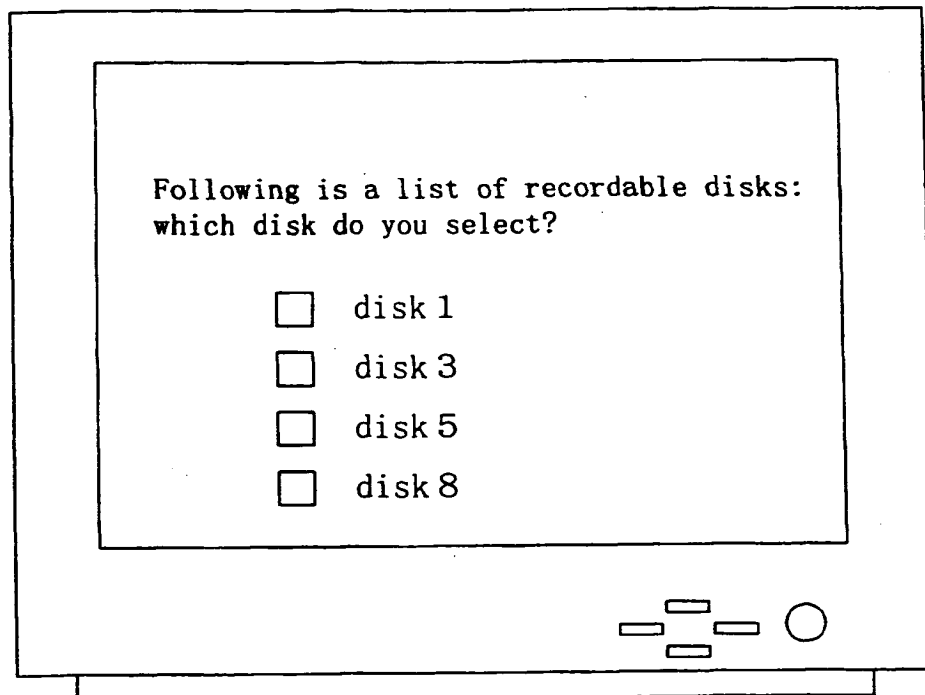 Following is a list of recordable disks:
which disk do you select?
disk 1
disk 3
disk 5
disk 8